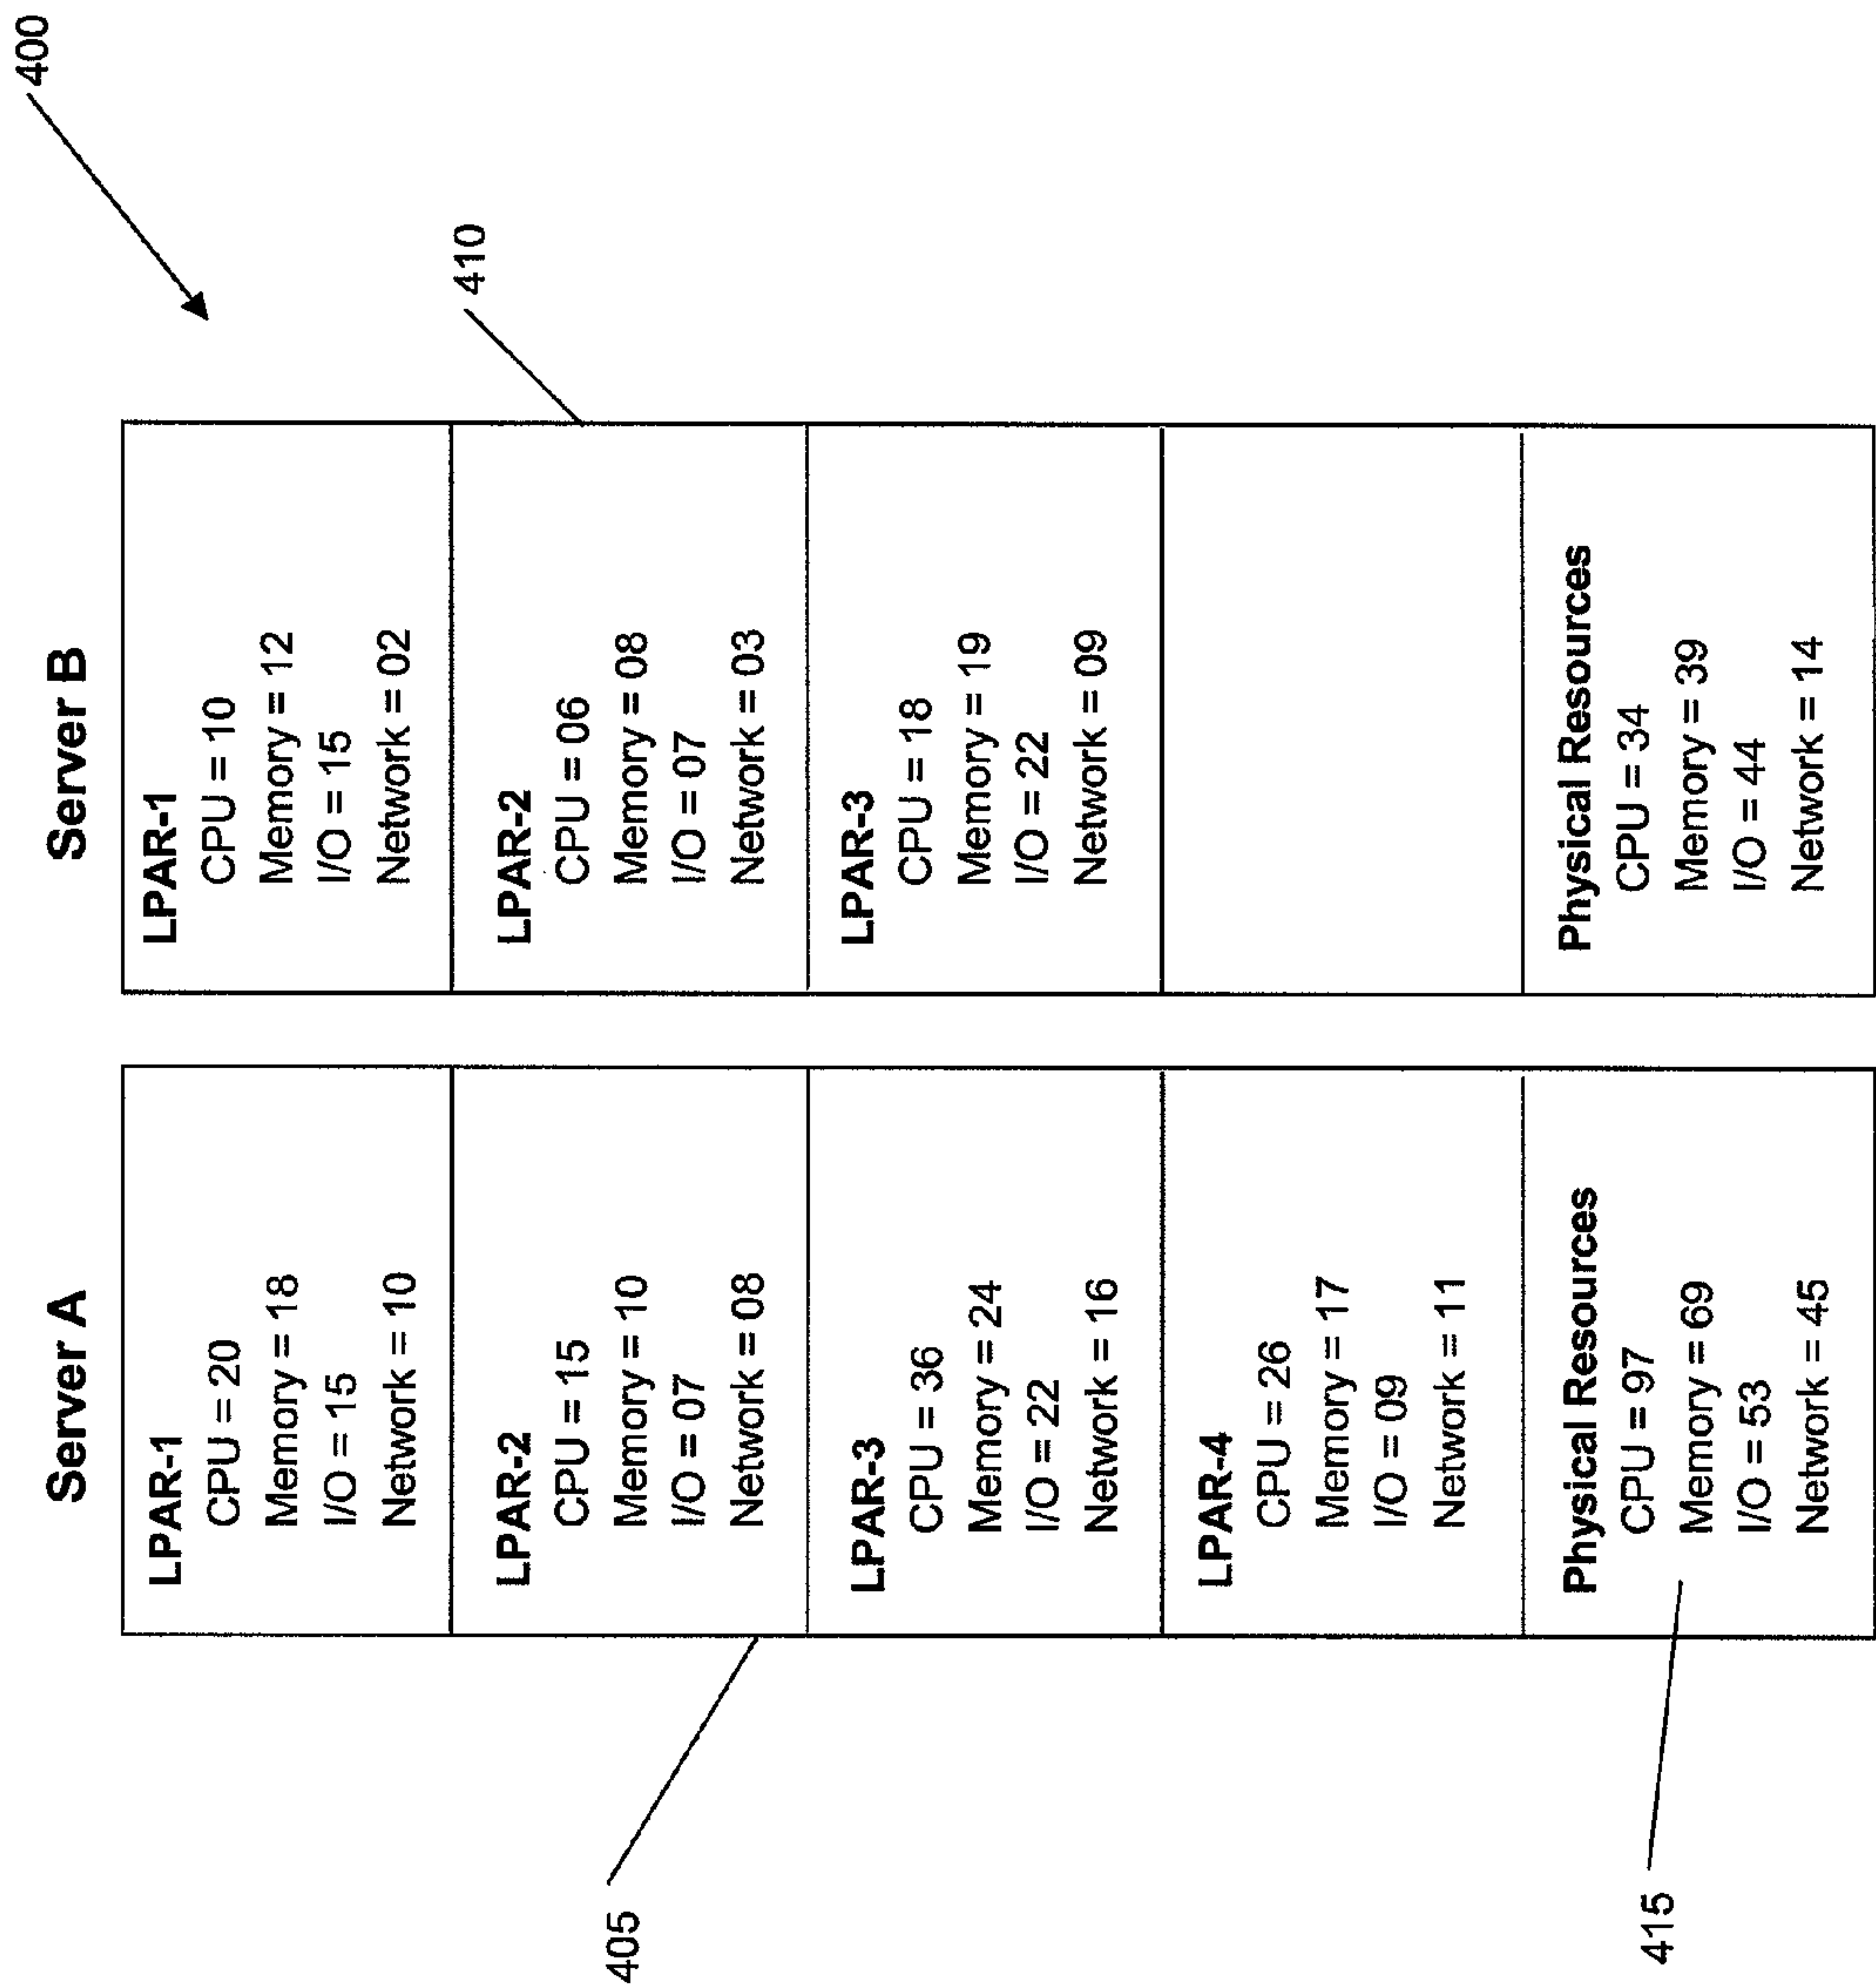 400
Server A
LPAR-1
CPU = 20
Memory = 18
I/O = 15
Network = 10
LPAR-2
CPU = 15
Memory = 10
I/O = 07
Network = 08
LPAR-3
CPU = 36
Memory = 24
I/O = 22
Network = 16
LPAR-4
CPU = 26
Memory = 17
I/O = 09
Network = 11
Physical Resources
CPU = 97
Memory = 69
I/O = 53
Network = 45
405
415
Server B
LPAR-1
CPU = 10
Memory = 12
I/O = 15
Network = 02
LPAR-2
CPU = 06
Memory = 08
I/O = 07
Network = 03
LPAR-3
CPU = 18
Memory = 19
I/O = 22
Network = 09
Physical Resources
CPU = 34
Memory = 39
I/O = 44
Network = 14
410